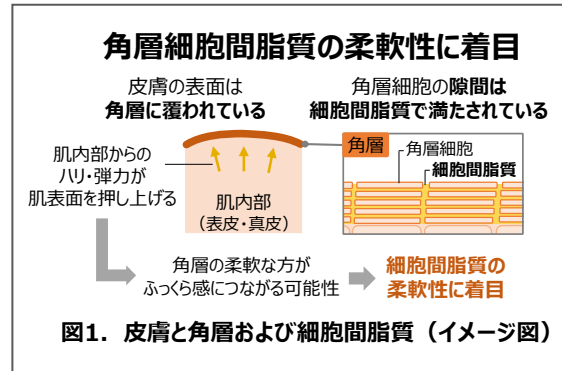 角層細胞間脂質の柔軟性に着目
皮膚の表面は
角層に覆われている
角層細胞の隙間は
細胞間脂質で満たされている
肌内部からの
ハリ・弾力が
肌表面を押し上げる
肌内部
（表皮・真皮）
角層
角層細胞
細胞間脂質
角層の柔軟な方が
ふっくら感につながる可能性
細胞間脂質の
柔軟性に着目
図1．皮膚と角層および細胞間脂質（イメージ図）